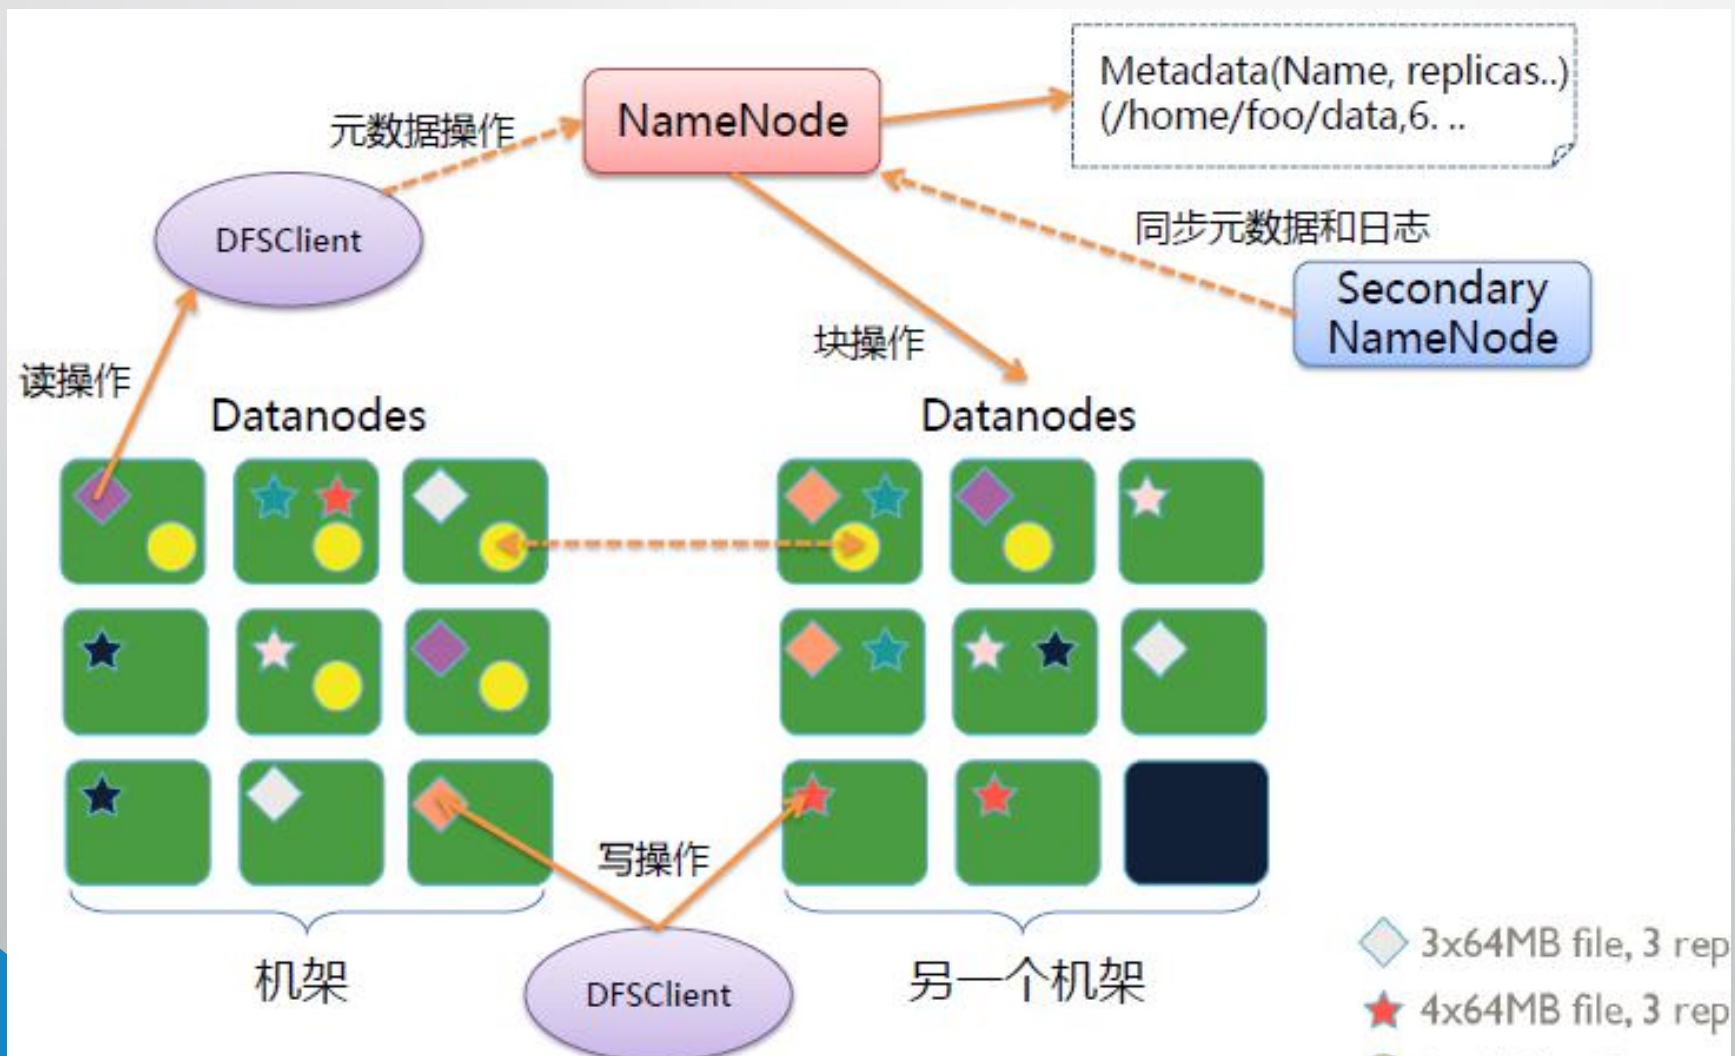 Metadata(Name, replicas..)
(/home/foo/data,6. ..
NameNode
元数据操作
DFSClient
同步元数据和日志
Secondary
NameNode
块操作
读操作
Datanodes
Datanodes
写操作
机架
另一个机架
DFSClient
3x64MB file, 3 rep
4x64MB file, 3 rep